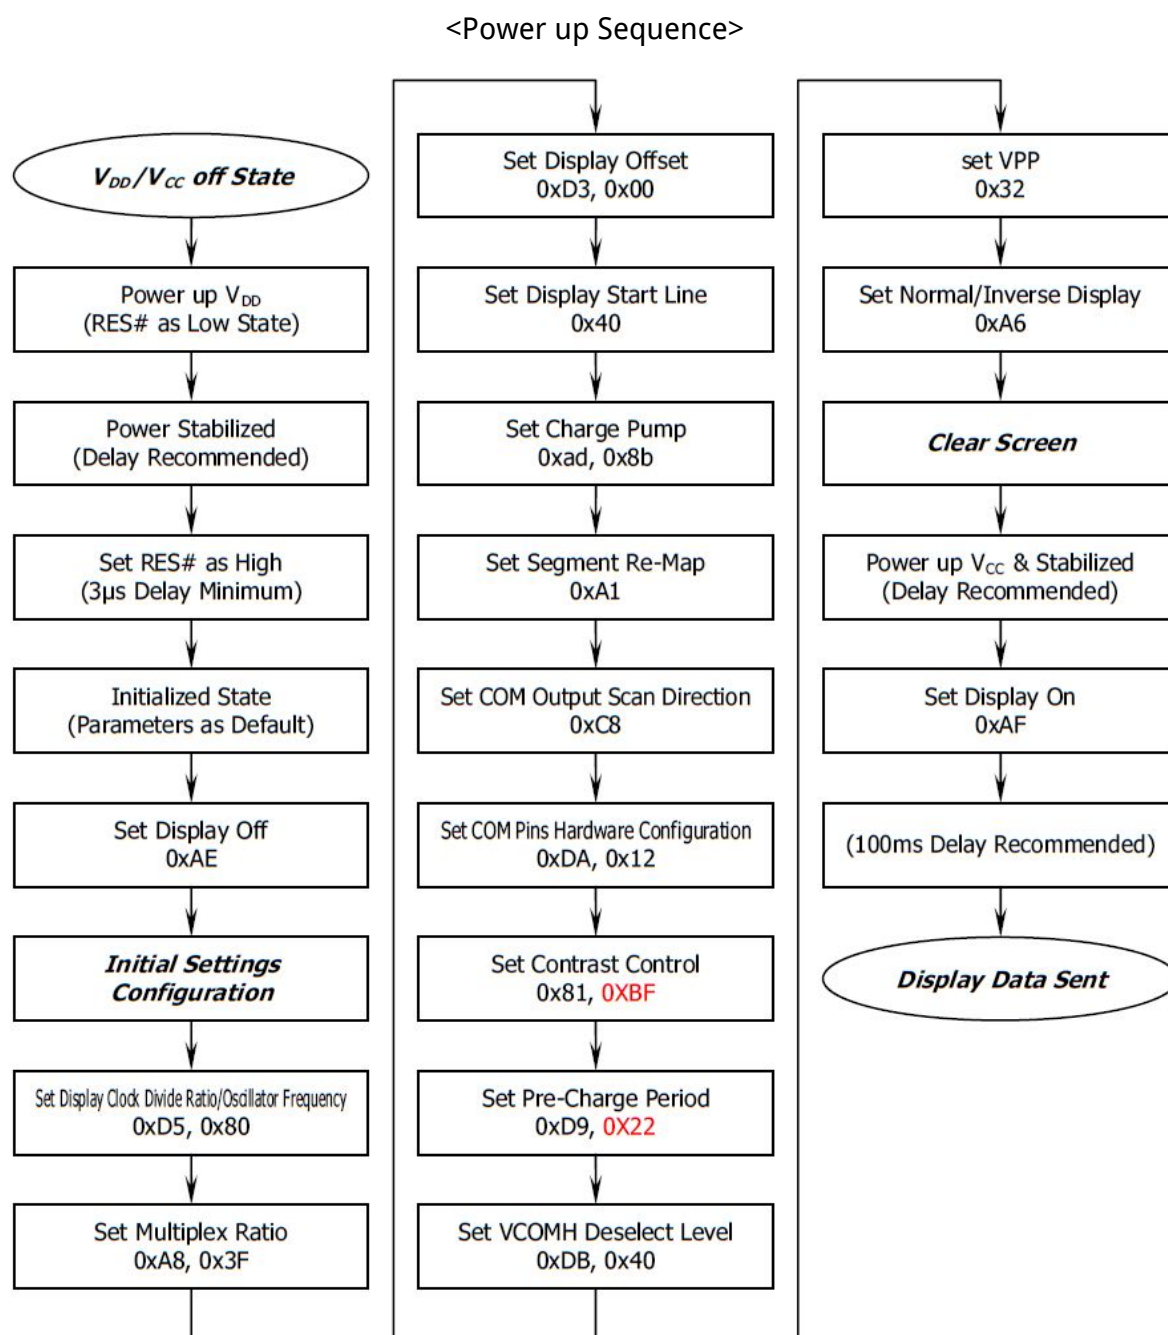 <Power up Sequence>
VDD/VCC off State
Power up VDD
(RES# as Low State)
Power Stabilized
(Delay Recommended)
Set RES# as High
(3μs Delay Minimum)
Initialized State
(Parameters as Default)
Set Display Off
0xAE
Initial Settings
Configuration
Set Display Clock Divide Ratio/Oscillator Frequency
0xD5, 0x80
Set Multiplex Ratio
0xA8, 0x3F
Set Display Offset
0xD3, 0x00
Set Display Start Line
0x40
Set Charge Pump
0xad, 0x8b
Set Segment Re-Map
0xA1
Set COM Output Scan Direction
0xC8
Set COM Pins Hardware Configuration
0xDA, 0x12
Set Contrast Control
0x81, 0XBF
Set Pre-Charge Period
0xD9, 0X22
Set VCOMH Deselect Level
0xDB, 0x40
set VPP
0x32
Set Normal/Inverse Display
0xA6
Clear Screen
Power up VCC & Stabilized
(Delay Recommended)
Set Display On
0xAF
(100ms Delay Recommended)
Display Data Sent